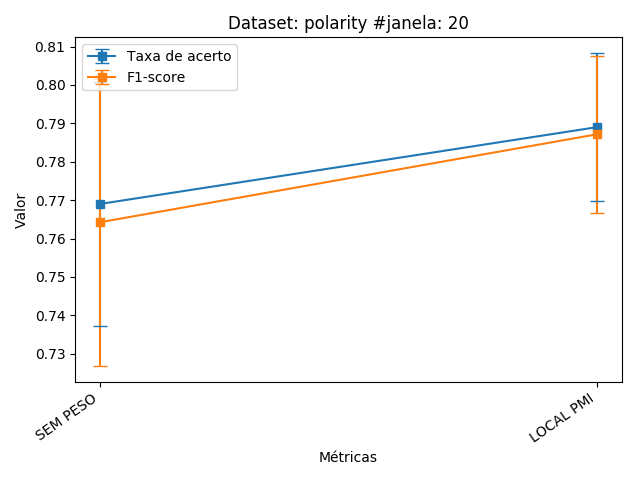 Dataset: polarity #janela: 20
Taxa de acerto
F1-score
0.81
0.80
0.79
0.78
0.77
0.76
0.75
0.74
0.73
Valor
SEM PESO
LOCAL PMI
Métricas